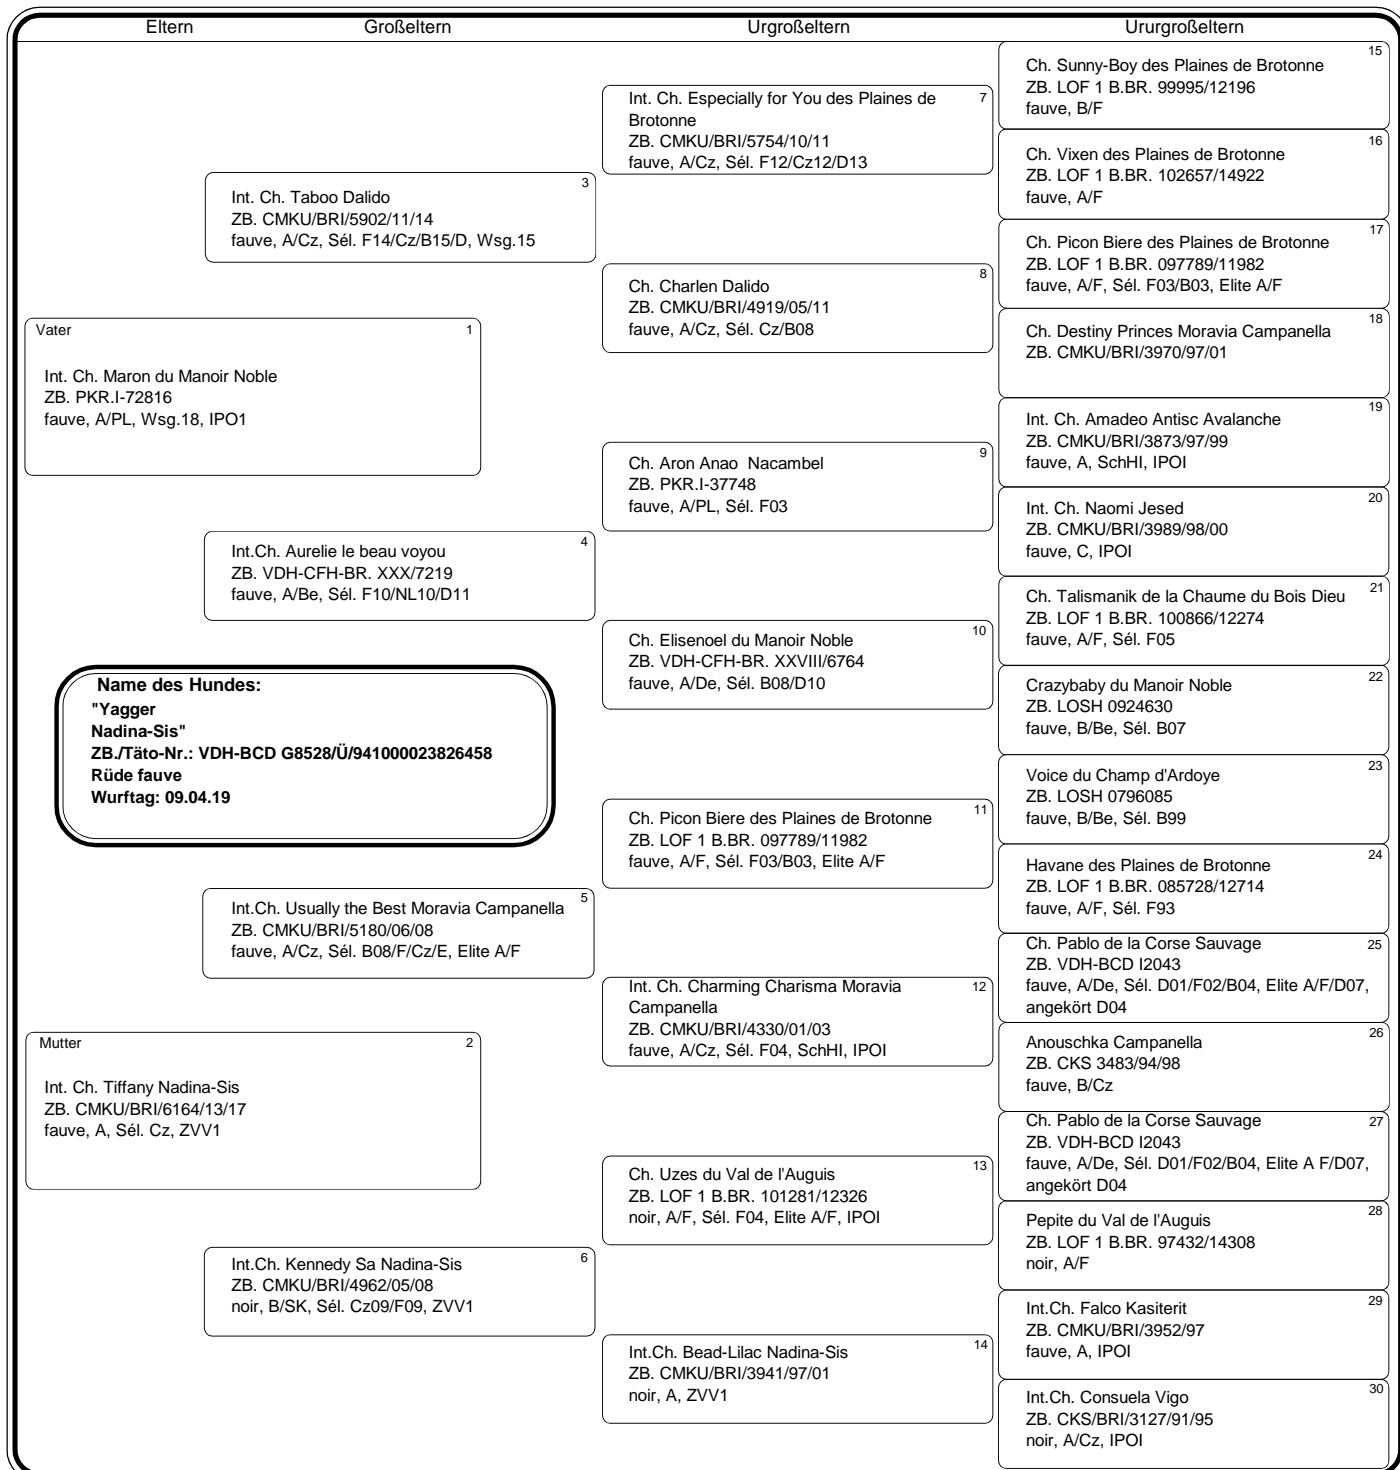 Eltern Großeltern Urgroßeltern Ururgroßeltern
Vater 1
Int. Ch. Maron du Manoir Noble
ZB. PKR.I-72816
fauve, A/PL, Wsg.18, IPO1
Mutter 2
Int. Ch. Tiffany Nadina-Sis
ZB. CMKU/BRI/6164/13/17
fauve, A, Sél. Cz, ZVV1
Name des Hundes:
"Yagger
Nadina-Sis"
ZB./Täto-Nr.: VDH-BCD G8528/Ü/941000023826458
Rüde fauve
Wurftag: 09.04.19
3
Int. Ch. Taboo Dalido
ZB. CMKU/BRI/5902/11/14
fauve, A/Cz, Sél. F14/Cz/B15/D, Wsg.15
4
Int.Ch. Aurelie le beau voyou
ZB. VDH-CFH-BR. XXX/7219
fauve, A/Be, Sél. F10/NL10/D11
5
Int.Ch. Usually the Best Moravia Campanella
ZB. CMKU/BRI/5180/06/08
fauve, A/Cz, Sél. B08/F/Cz/E, Elite A/F
6
Int.Ch. Kennedy Sa Nadina-Sis
ZB. CMKU/BRI/4962/05/08
noir, B/SK, Sél. Cz09/F09, ZVV1
7
Int. Ch. Especially for You des Plaines de
Brotonne
ZB. CMKU/BRI/5754/10/11
fauve, A/Cz, Sél. F12/Cz12/D13
8
Ch. Charlen Dalido
ZB. CMKU/BRI/4919/05/11
fauve, A/Cz, Sél. Cz/B08
9
Ch. Aron Anao Nacambel
ZB. PKR.I-37748
fauve, A/PL, Sél. F03
10
Ch. Elisenoel du Manoir Noble
ZB. VDH-CFH-BR. XXVIII/6764
fauve, A/De, Sél. B08/D10
11
Ch. Picon Biere des Plaines de Brotonne
ZB. LOF 1 B.BR. 097789/11982
fauve, A/F, Sél. F03/B03, Elite A/F
12
Int. Ch. Charming Charisma Moravia
Campanella
ZB. CMKU/BRI/4330/01/03
fauve, A/Cz, Sél. F04, SchHI, IPOI
13
Ch. Uzes du Val de l'Auguis
ZB. LOF 1 B.BR. 101281/12326
noir, A/F, Sél. F04, Elite A/F, IPOI
14
Int.Ch. Bead-Lilac Nadina-Sis
ZB. CMKU/BRI/3941/97/01
noir, A, ZVV1
15
Ch. Sunny-Boy des Plaines de Brotonne
ZB. LOF 1 B.BR. 99995/12196
fauve, B/F
16
Ch. Vixen des Plaines de Brotonne
ZB. LOF 1 B.BR. 102657/14922
fauve, A/F
17
Ch. Picon Biere des Plaines de Brotonne
ZB. LOF 1 B.BR. 097789/11982
fauve, A/F, Sél. F03/B03, Elite A/F
18
Ch. Destiny Princes Moravia Campanella
ZB. CMKU/BRI/3970/97/01
19
Int. Ch. Amadeo Antisc Avalanche
ZB. CMKU/BRI/3873/97/99
fauve, A, SchHI, IPOI
20
Int. Ch. Naomi Jesed
ZB. CMKU/BRI/3989/98/00
fauve, C, IPOI
21
Ch. Talismanik de la Chaume du Bois Dieu
ZB. LOF 1 B.BR. 100866/12274
fauve, A/F, Sél. F05
22
Crazybaby du Manoir Noble
ZB. LOSH 0924630
fauve, B/Be, Sél. B07
23
Voice du Champ d'Ardoye
ZB. LOSH 0796085
fauve, B/Be, Sél. B99
24
Havane des Plaines de Brotonne
ZB. LOF 1 B.BR. 085728/12714
fauve, A/F, Sél. F93
25
Ch. Pablo de la Corse Sauvage
ZB. VDH-BCD I2043
fauve, A/De, Sél. D01/F02/B04, Elite A/F/D07,
angekört D04
26
Anouschka Campanella
ZB. CKS 3483/94/98
fauve, B/Cz
27
Ch. Pablo de la Corse Sauvage
ZB. VDH-BCD I2043
fauve, A/De, Sél. D01/F02/B04, Elite A F/D07,
angekört D04
28
Pepite du Val de l'Auguis
ZB. LOF 1 B.BR. 97432/14308
noir, A/F
29
Int.Ch. Falco Kasiterit
ZB. CMKU/BRI/3952/97
fauve, A, IPOI
30
Int.Ch. Consuela Vigo
ZB. CKS/BRI/3127/91/95
noir, A/Cz, IPOI